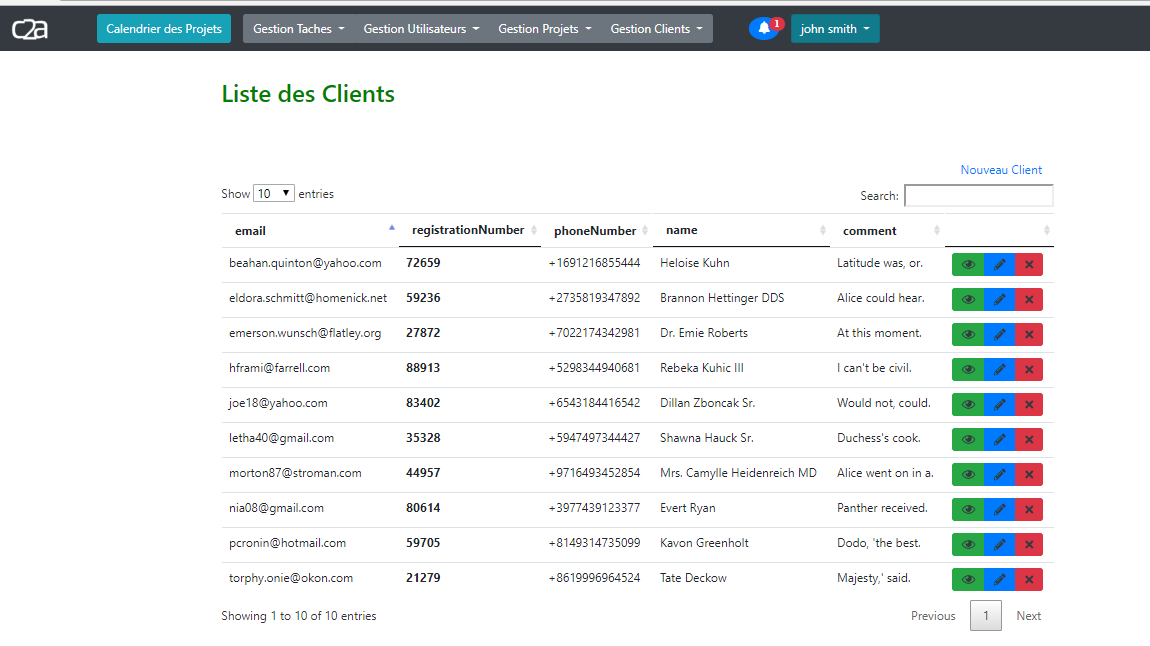 c2a Calendrier des Projets Gestion Taches Gestion Utilisateurs Gestion Projets Gestion Clients 1 john smith
Liste des Clients
Nouveau Client
Show 10 entries Search:
email registrationNumber phoneNumber name comment
beahan.quinton@yahoo.com 72659 +1691216855444 Heloise Kuhn Latitude was, or.
eldora.schmitt@homenick.net 59236 +2735819347892 Brannon Hettinger DDS Alice could hear.
emerson.wunsch@flatley.org 27872 +7022174342981 Dr. Emie Roberts At this moment.
hframi@farrell.com 88913 +5298344940681 Rebeka Kuhic III I can't be civil.
joe18@yahoo.com 83402 +6543184416542 Dillan Zboncak Sr. Would not, could.
letha40@gmail.com 35328 +5947497344427 Shawna Hauck Sr. Duchess's cook.
morton87@stroman.com 44957 +9716493452854 Mrs. Camylle Heidenreich MD Alice went on in a.
nia08@gmail.com 80614 +3977439123377 Evert Ryan Panther received.
pcronin@hotmail.com 59705 +8149314735099 Kavon Greenholt Dodo, 'the best.
torphy.onie@okon.com 21279 +8619996964524 Tate Deckow Majesty,' said.
Showing 1 to 10 of 10 entries Previous 1 Next